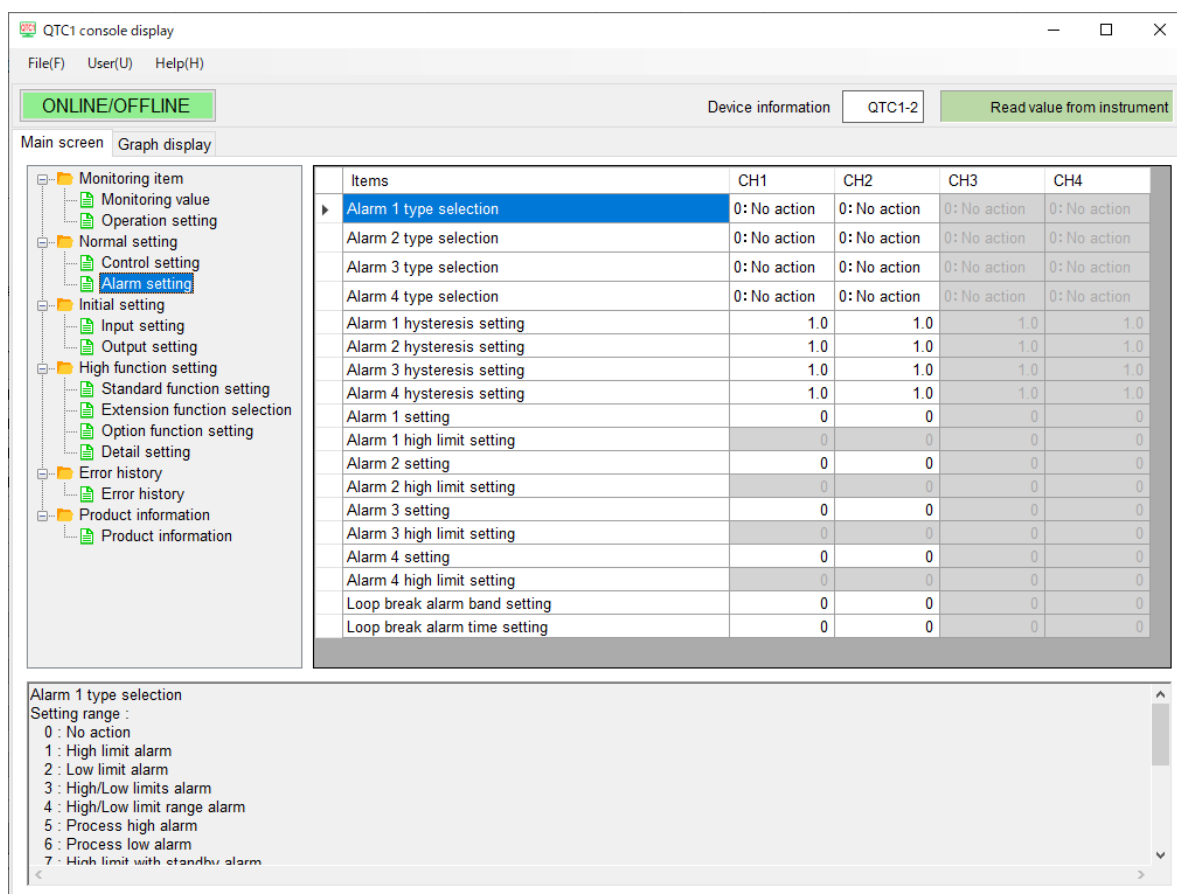 QTC1 console display
File(F) User(U) Help(H)
ONLINE/OFFLINE Device information QTC1-2 Read value from instrument
Main screen Graph display
Monitoring item
Monitoring value
Operation setting
Normal setting
Control setting
Alarm setting
Initial setting
Input setting
Output setting
High function setting
Standard function setting
Extension function selection
Option function setting
Detail setting
Error history
Error history
Product information
Product information
Items CH1 CH2 CH3 CH4
Alarm 1 type selection 0: No action 0: No action 0: No action 0: No action
Alarm 2 type selection 0: No action 0: No action 0: No action 0: No action
Alarm 3 type selection 0: No action 0: No action 0: No action 0: No action
Alarm 4 type selection 0: No action 0: No action 0: No action 0: No action
Alarm 1 hysteresis setting 1.0 1.0 1.0 1.0
Alarm 2 hysteresis setting 1.0 1.0 1.0 1.0
Alarm 3 hysteresis setting 1.0 1.0 1.0 1.0
Alarm 4 hysteresis setting 1.0 1.0 1.0 1.0
Alarm 1 setting 0 0 0 0
Alarm 1 high limit setting 0 0 0 0
Alarm 2 setting 0 0 0 0
Alarm 2 high limit setting 0 0 0 0
Alarm 3 setting 0 0 0 0
Alarm 3 high limit setting 0 0 0 0
Alarm 4 setting 0 0 0 0
Alarm 4 high limit setting 0 0 0 0
Loop break alarm band setting 0 0 0 0
Loop break alarm time setting 0 0 0 0
Alarm 1 type selection
Setting range :
0 : No action
1 : High limit alarm
2 : Low limit alarm
3 : High/Low limits alarm
4 : High/Low limit range alarm
5 : Process high alarm
6 : Process low alarm
7 : High limit with standby alarm